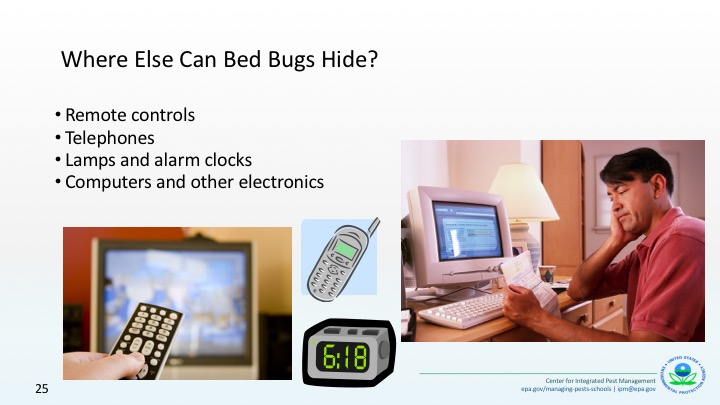 Where Else Can Bed Bugs Hide?
• Remote controls
• Telephones
• Lamps and alarm clocks
• Computers and other electronics
6:18
25
Center for Integrated Pest Management
epa.gov/managing-pests-schools | ipm@epa.gov